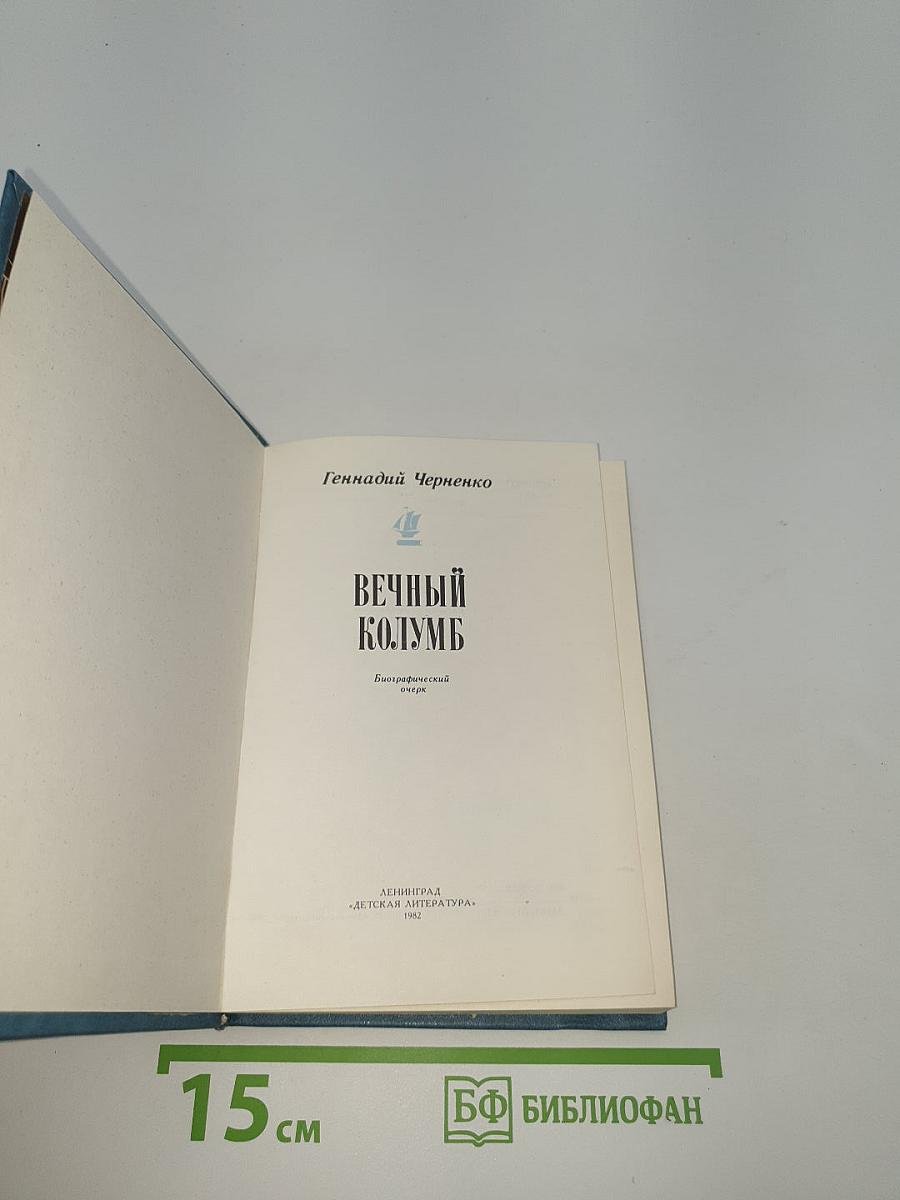 Геннадий Черненко
ВЕЧНЫЙ
КОЛУМБ
Биографический
очерк
ЛЕНИНГРАД
«ДЕТСКАЯ ЛИТЕРАТУРА»
1982
15 см
БФ БИБЛИОФАН